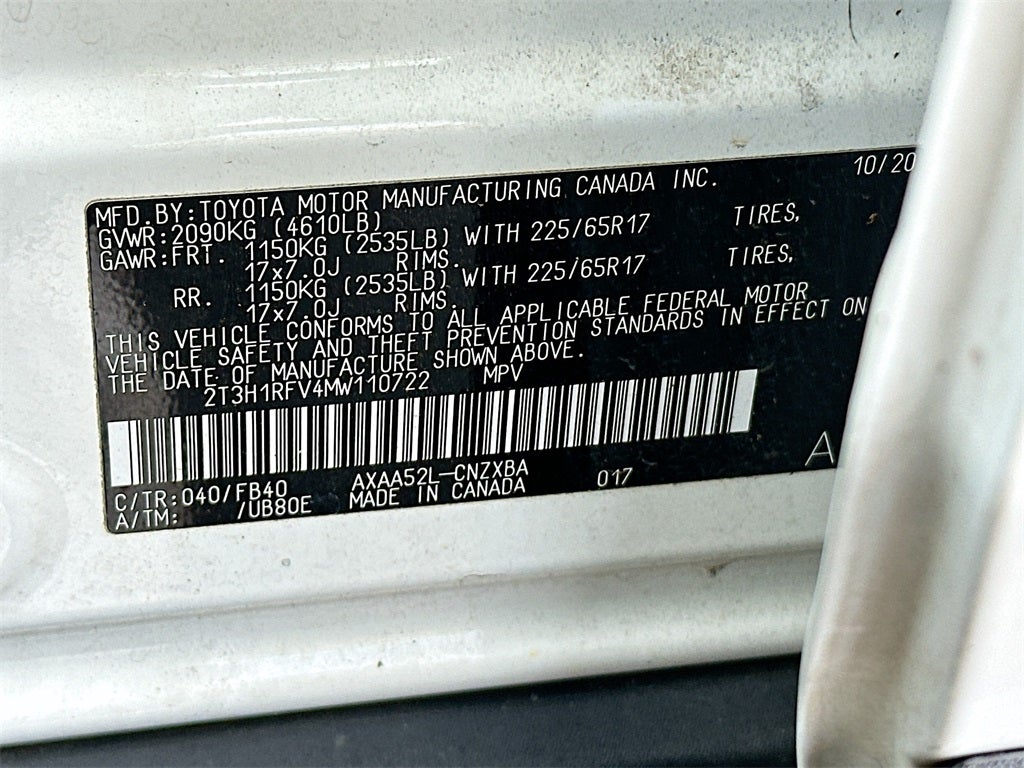 MFD.BY:TOYOTA MOTOR MANUFACTURING CANADA INC. 10/20
GVWR:2090KG (4610LB)
GAWR:FRT. 1150KG (2535LB) WITH 225/65R17 TIRES,
17x7.0J RIMS.
RR. 1150KG (2535LB) WITH 225/65R17 TIRES,
17x7.0J RIMS.
THIS VEHICLE CONFORMS TO ALL APPLICABLE FEDERAL MOTOR
VEHICLE SAFETY AND THEFT PREVENTION STANDARDS IN EFFECT ON
THE DATE OF MANUFACTURE SHOWN ABOVE.
2T3H1RFV4MW110722 MPV
A
C/TR:040/FB40 AXAA52L-CNZXBA 017
A/TM: /UB80E MADE IN CANADA